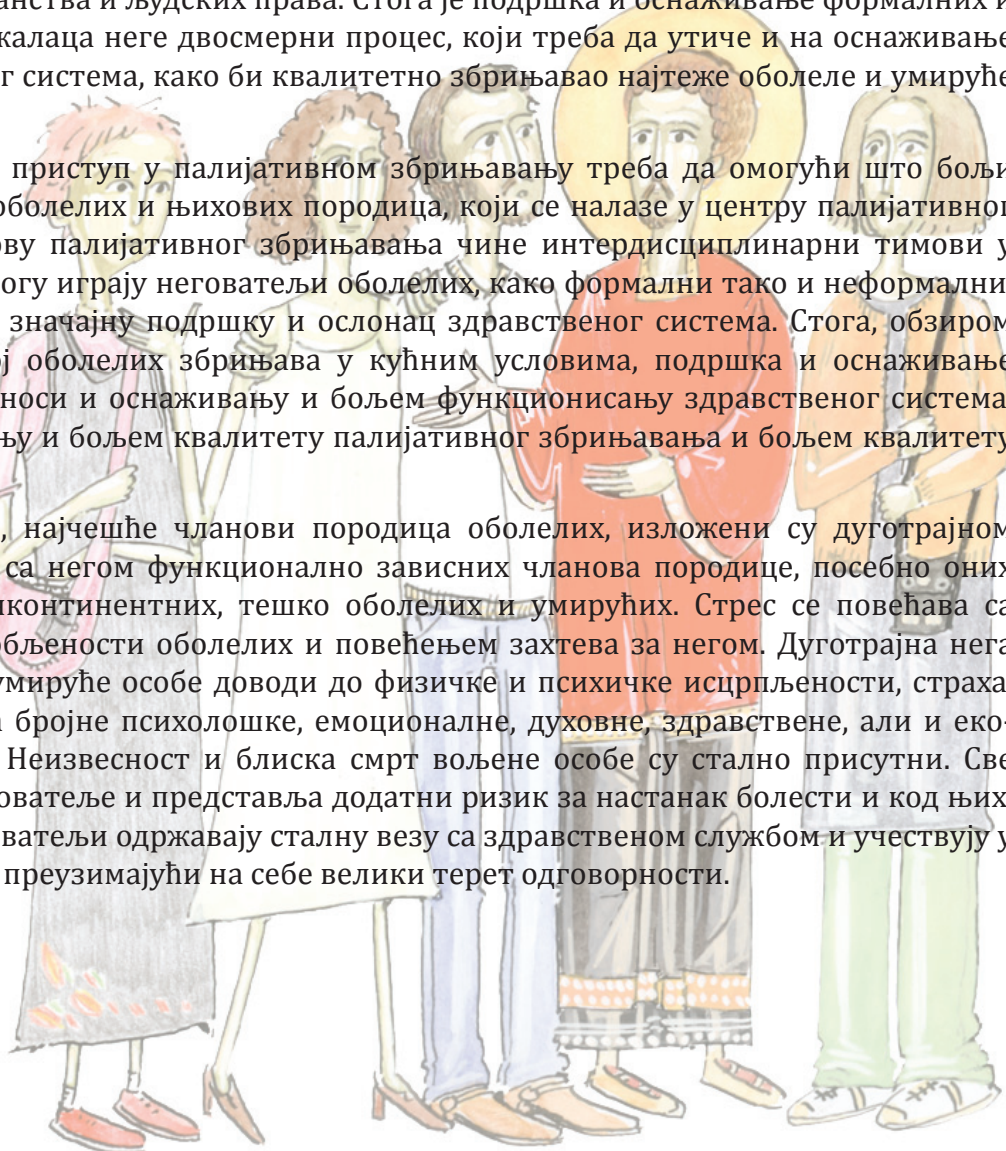 анства и људских права. Стога је подршка и оснаживање формалних и
калаца неге двосмерни процес, који треба да утиче и на оснаживање
г система, како би квалитетно збрињавао најтеже оболеле и умируће
приступ у палијативном збрињавању треба да омогући што бољи
оболелих и њихових породица, који се налазе у центру палијативног
ову палијативног збрињавања чине интердисциплинарни тимови у
огу играју неговатељи оболелих, како формални тако и неформални
значајну подршку и ослонац здравственог система. Стога, обзиром
ј оболелих збрињава у кућним условима, подршка и оснаживање
носи и оснаживању и бољем функционисању здравственог система
њу и бољем квалитету палијативног збрињавања и бољем квалитету
, најчешће чланови породица оболелих, изложени су дуготрајном
са негом функционално зависних чланова породице, посебно оних
нконтинентних, тешко оболелих и умирућих. Стрес се повећава са
обљености оболелих и повећењем захтева за негом. Дуготрајна нега
умируће особе доводи до физичке и психичке исцрпљености, страха
бројне психолошке, емоционалне, духовне, здравствене, али и еко-
Неизвесност и блиска смрт вољене особе су стално присутни. Све
оватеље и представља додатни ризик за настанак болести и код њих
ватељи одржавају сталну везу са здравственом службом и учествују у
преузимајући на себе велики терет одговорности.